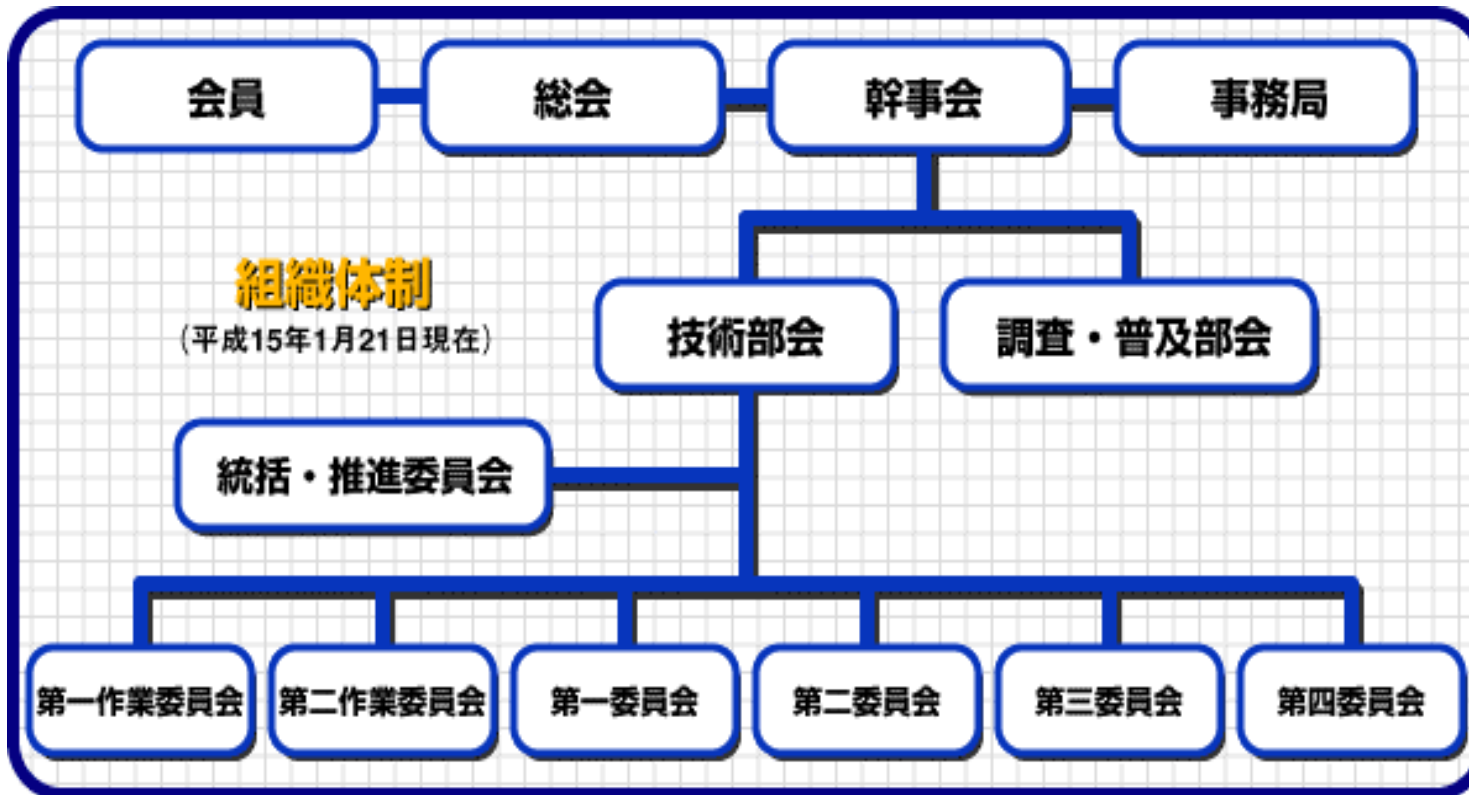 会員
総会
幹事会
事務局
組織体制
(平成15年1月21日現在)
技術部会
調査・普及部会
統括・推進委員会
第一作業委員会
第二作業委員会
第一委員会
第二委員会
第三委員会
第四委員会